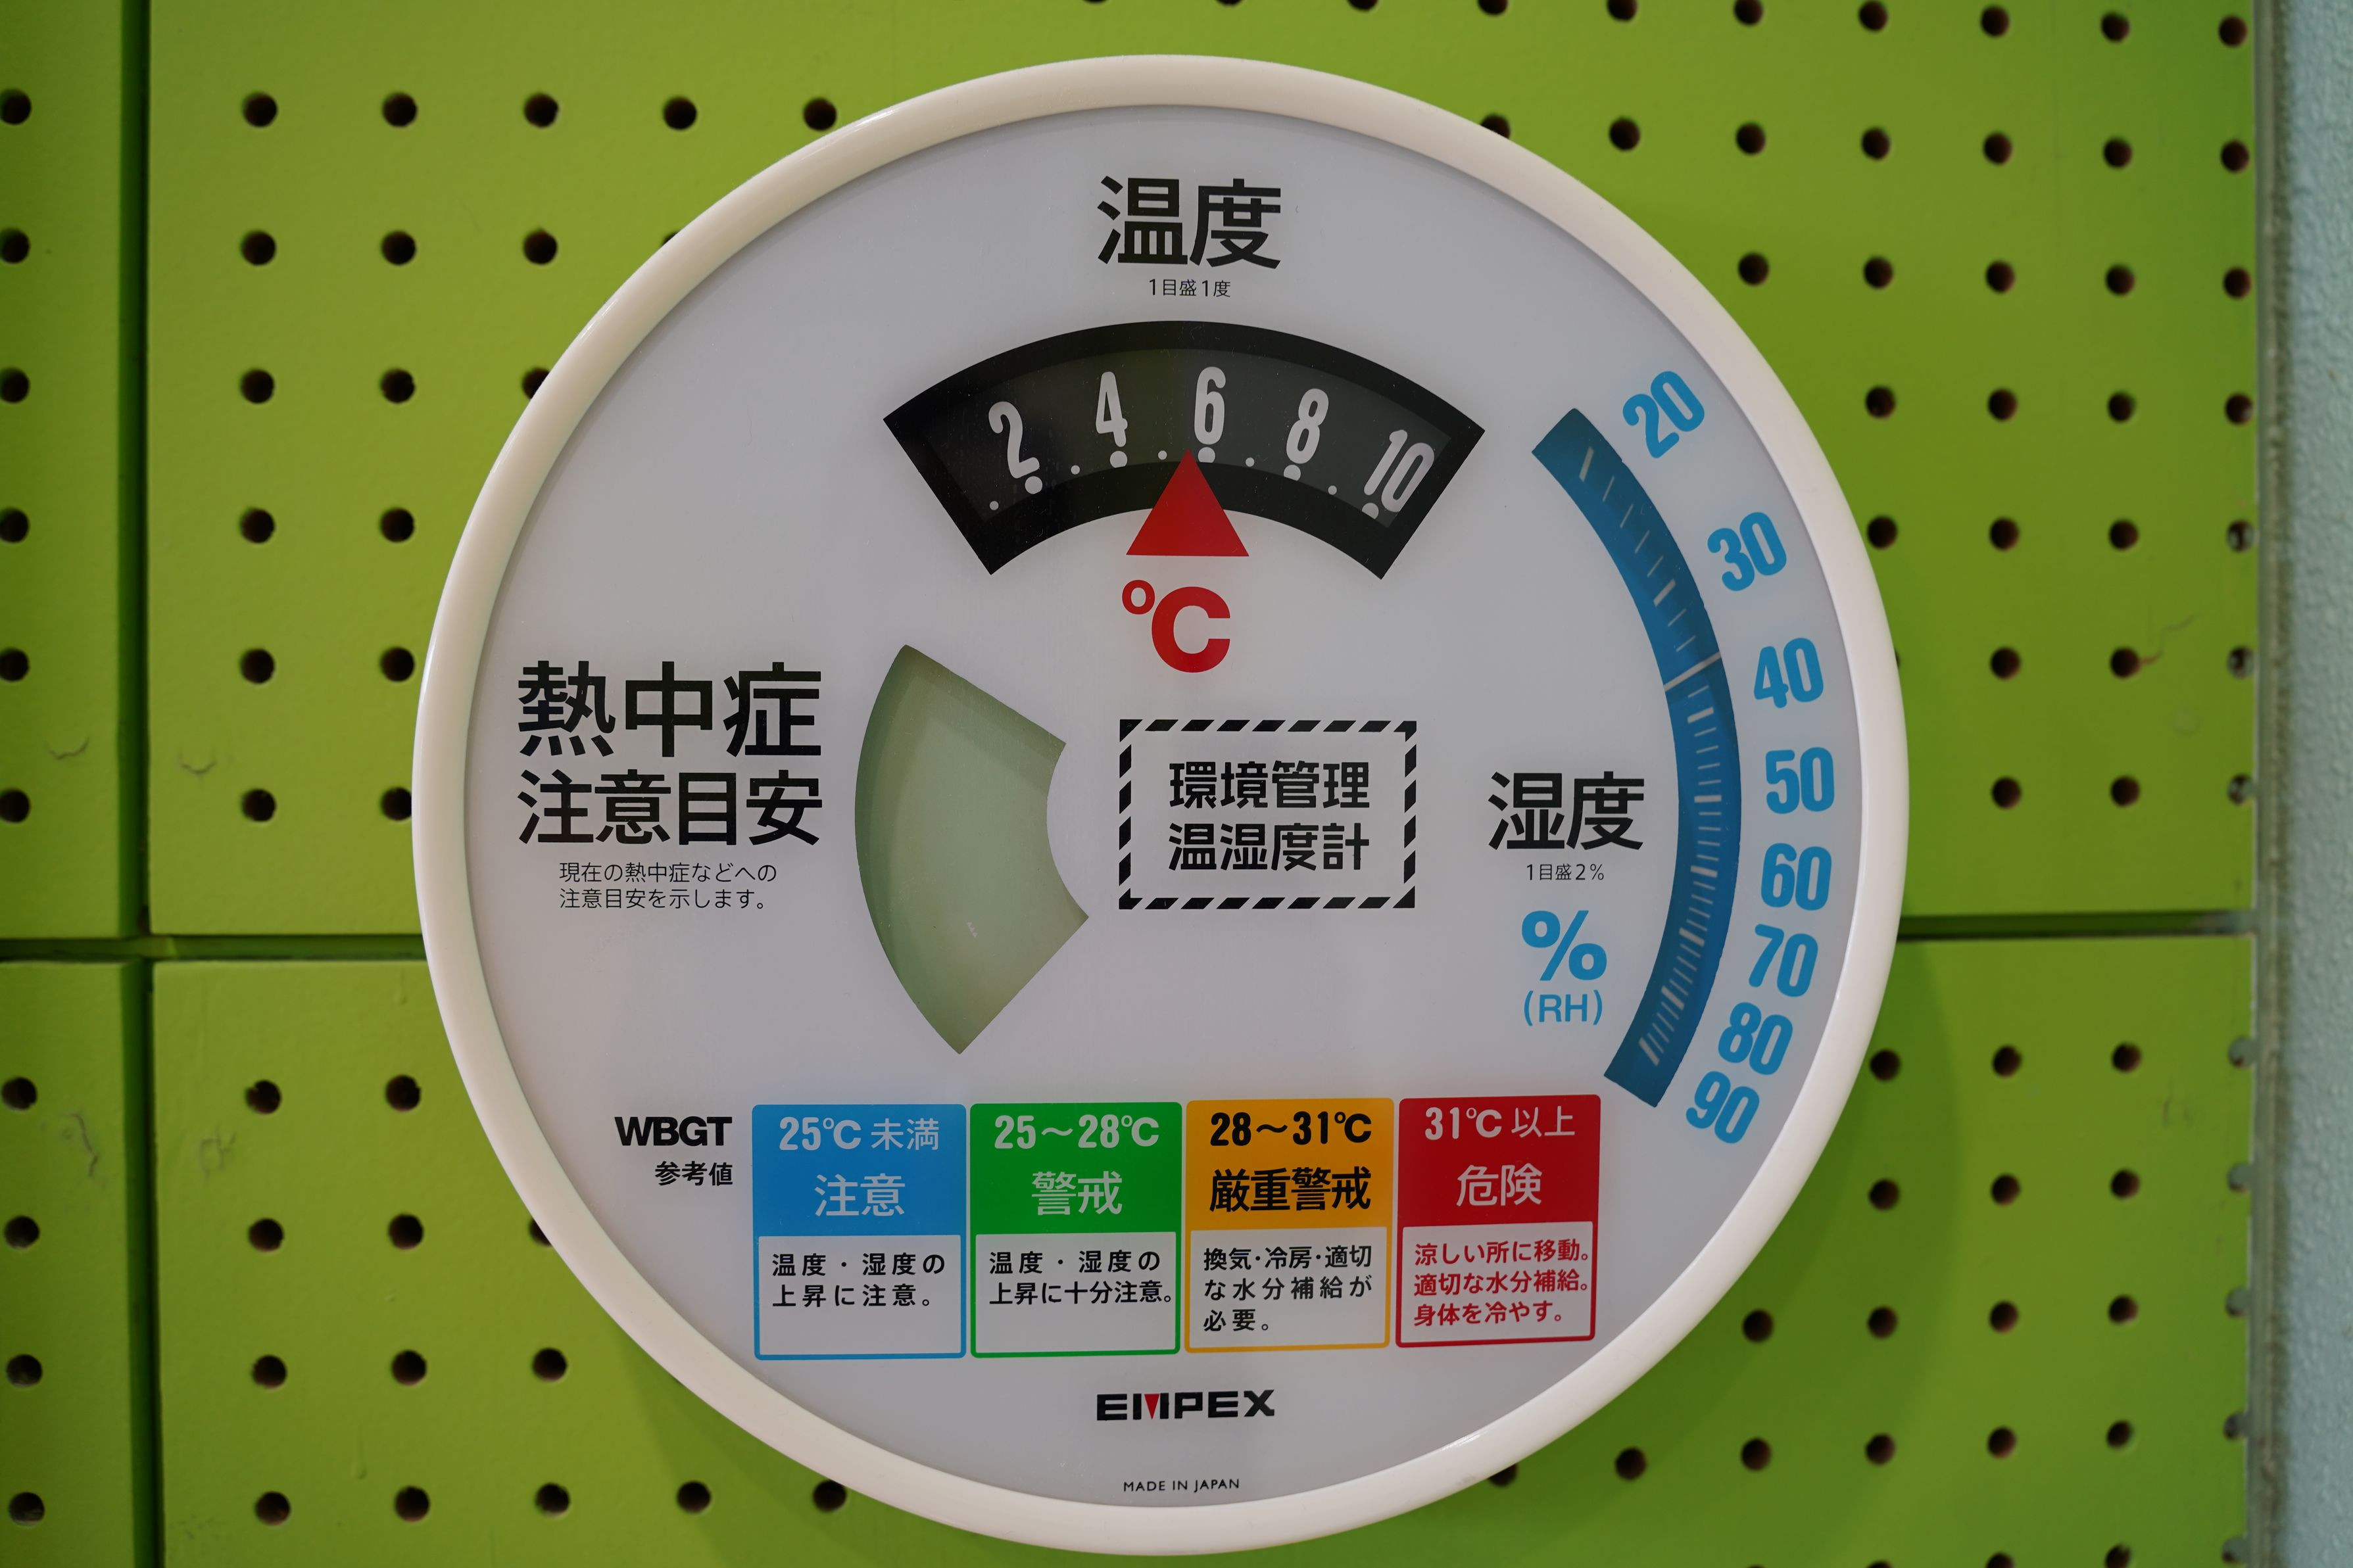 温度
1目盛1度
2 4 6 8 10
℃
20
30
40
50
60
70
80
90
熱中症
注意目安
現在の熱中症などへの
注意目安を示します。
環境管理
温湿度計
湿度
1目盛2%
%
(RH)
WBGT
参考値
25℃未満
注意
温度・湿度の
上昇に注意。
25～28℃
警戒
温度・湿度の
上昇に十分注意。
28～31℃
厳重警戒
換気・冷房・適切
な水分補給が
必要。
31℃以上
危険
涼しい所に移動。
適切な水分補給。
身体を冷やす。
EMPEX
MADE IN JAPAN